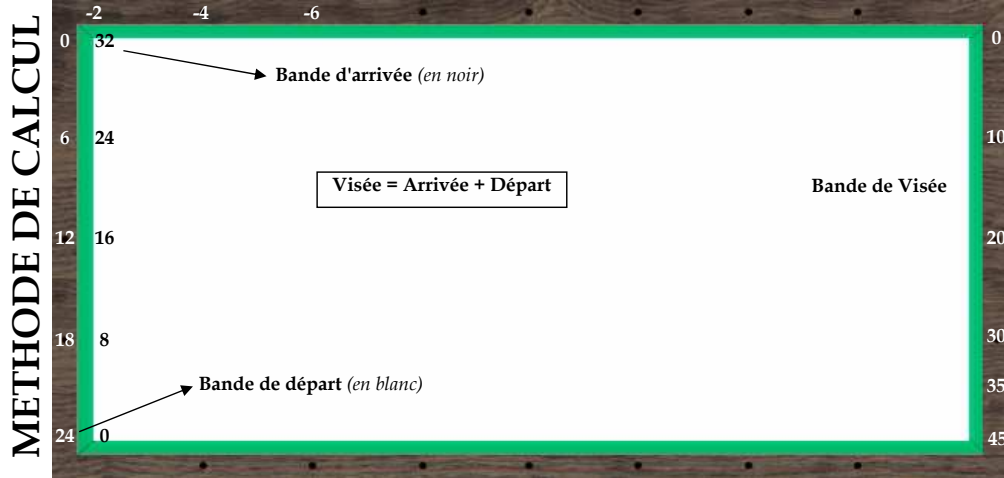 METHODE DE CALCUL
-2 -4 -6
0 32 0
Bande d'arrivée (en noir)
6 24 10
Visée = Arrivée + Départ
Bande de Visée
12 16 20
18 8 30
Bande de départ (en blanc)
35
24 0 45